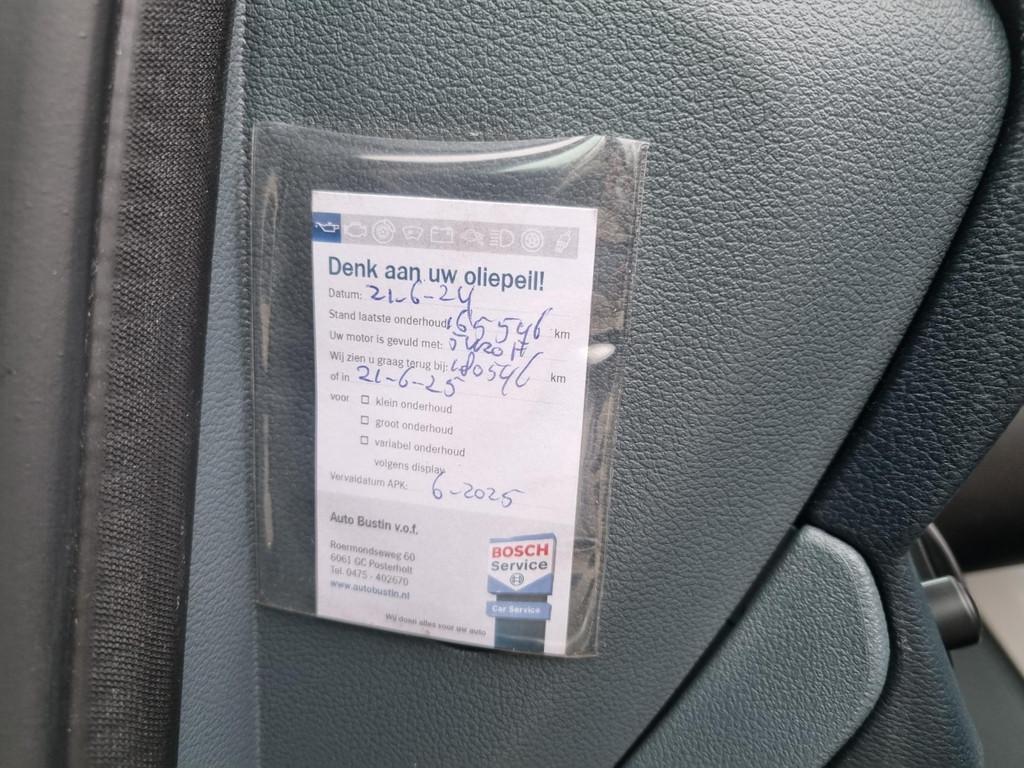 Denk aan uw oliepeil!
Datum: 21-6-24
Stand laatste onderhoud: 165546 km
Uw motor is gevuld met:
Wij zien u graag terug bij: 180546 km
of in 21-6-25
voor klein onderhoud
groot onderhoud
variabel onderhoud
volgens display
Vervaldatum APK: 6-2025
Auto Bustin v.o.f.
Roermondseweg 60
6061 GC Posterholt
Tel. 0475 - 402670
www.autobustin.nl
BOSCH
Service
Car Service
Wij doen alles voor uw auto